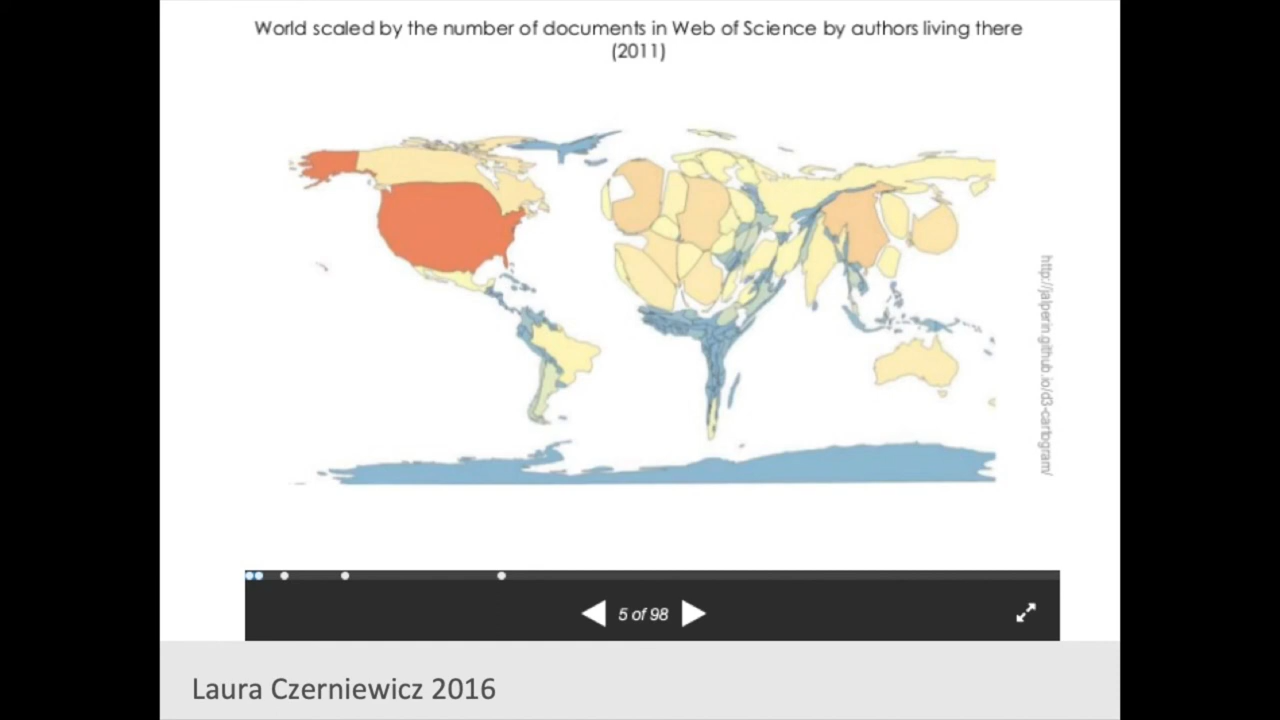 World scaled by the number of documents in Web of Science by authors living there
(2011)
http://jalperin.github.io/d3-cartogram/
5 of 98
Laura Czerniewicz 2016